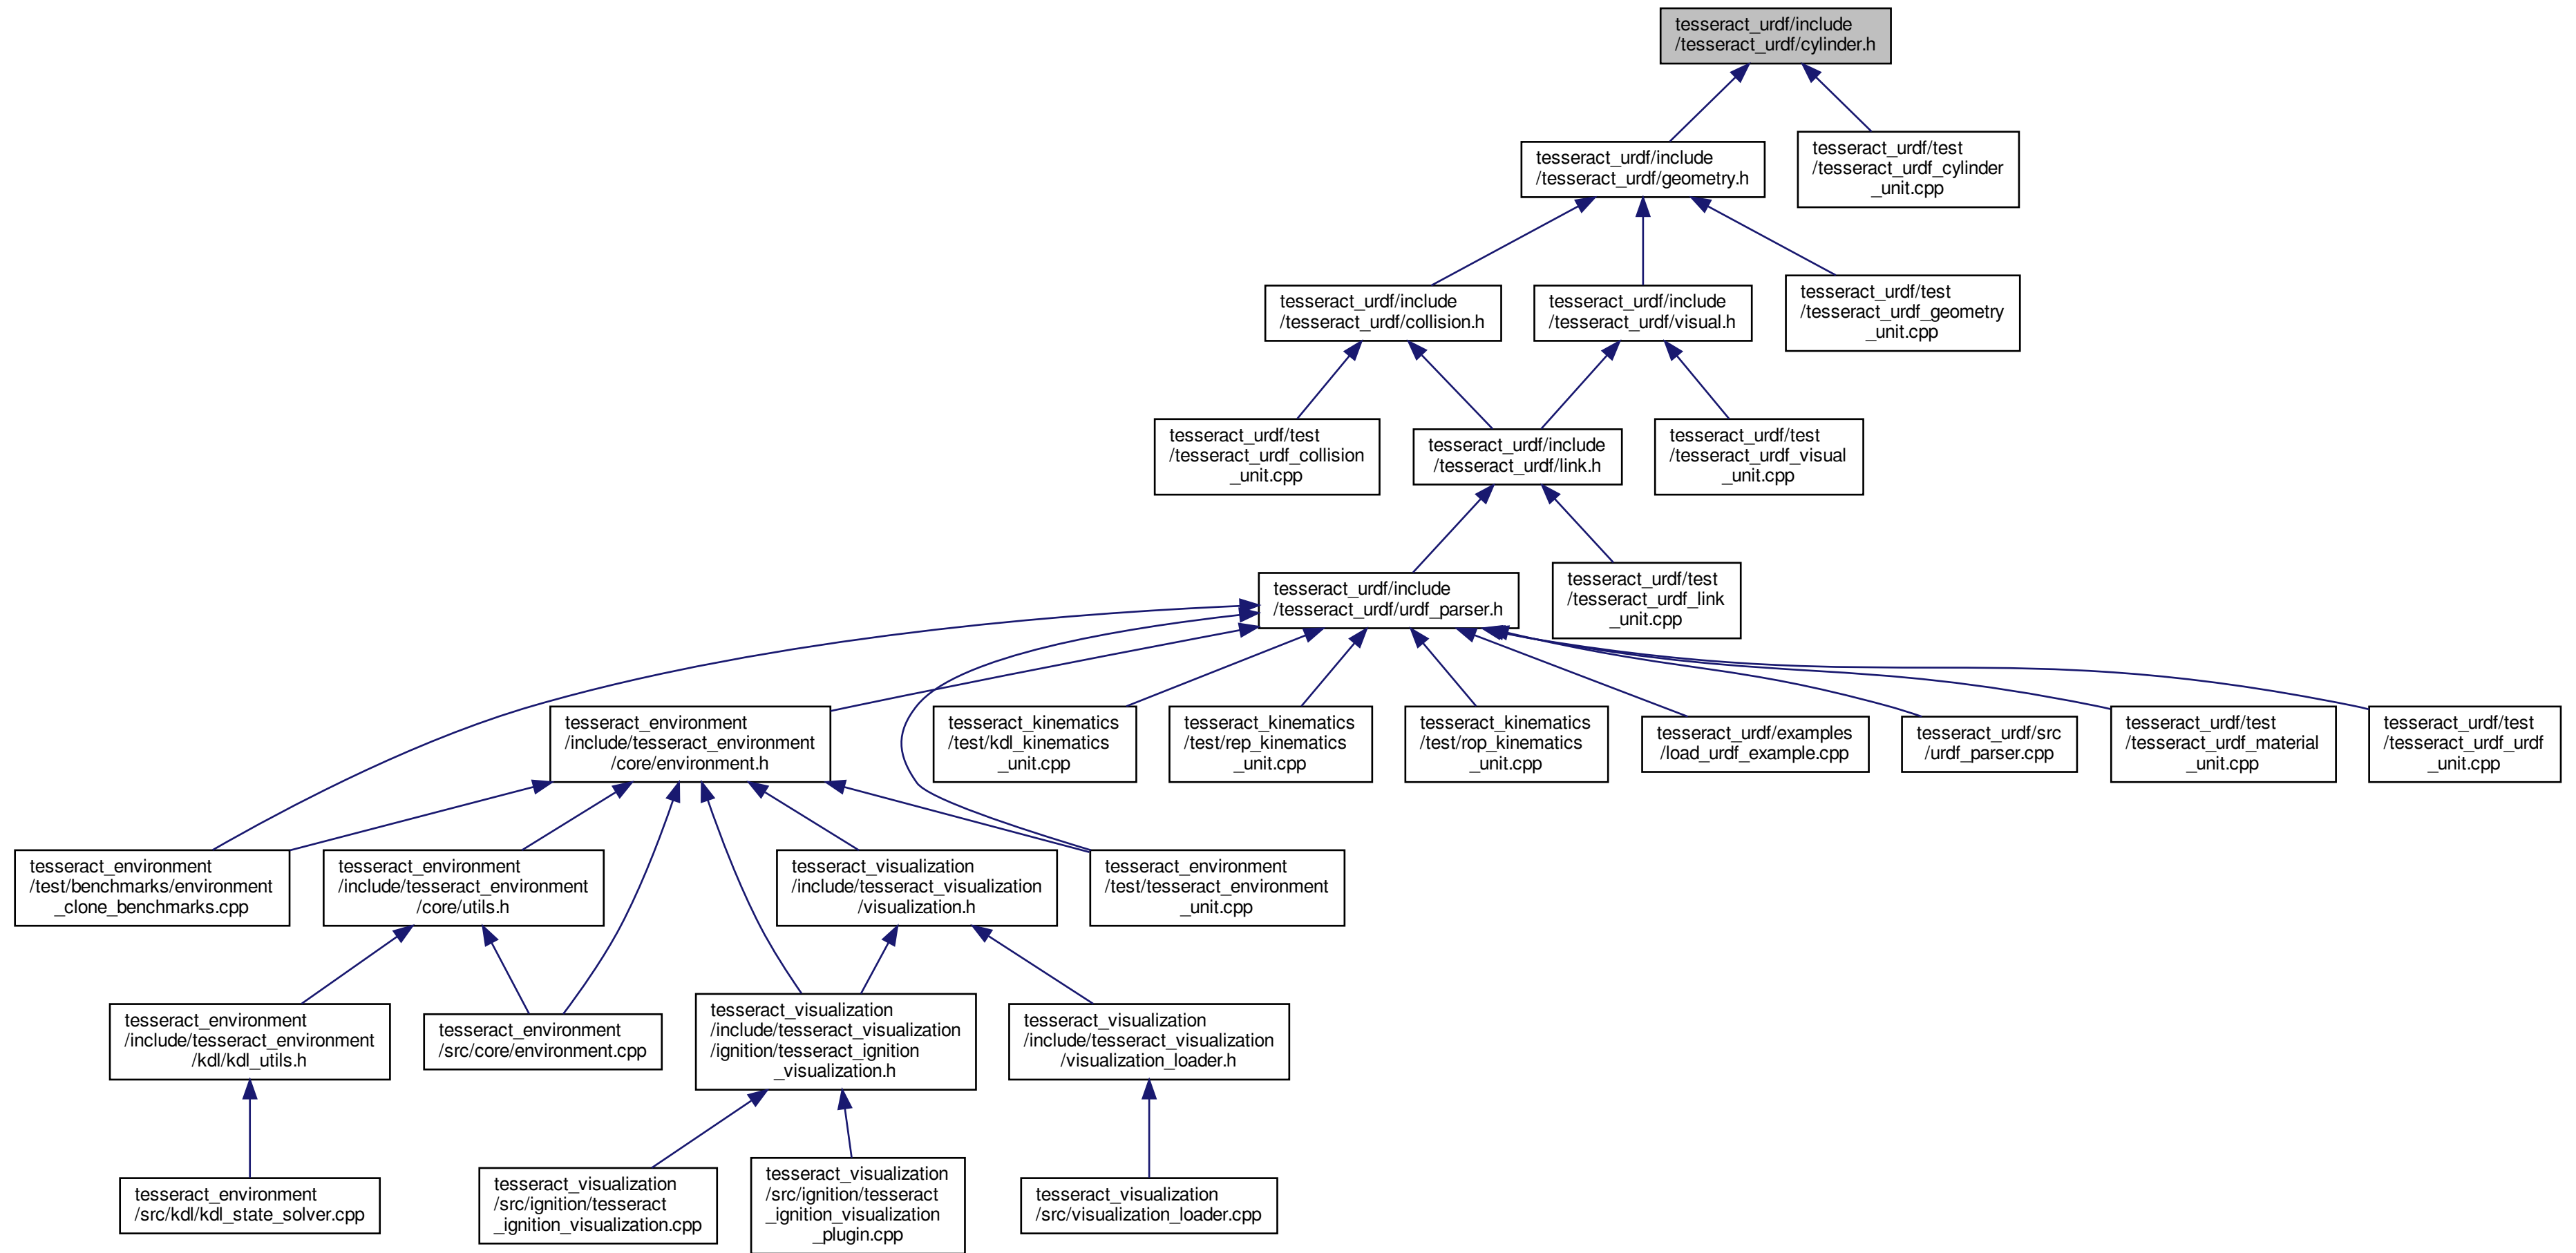 tesseract_urdf/include
/tesseract_urdf/cylinder.h
tesseract_urdf/include
/tesseract_urdf/geometry.h
tesseract_urdf/test
/tesseract_urdf_cylinder
_unit.cpp
tesseract_urdf/include
/tesseract_urdf/collision.h
tesseract_urdf/include
/tesseract_urdf/visual.h
tesseract_urdf/test
/tesseract_urdf_geometry
_unit.cpp
tesseract_urdf/test
/tesseract_urdf_collision
_unit.cpp
tesseract_urdf/include
/tesseract_urdf/link.h
tesseract_urdf/test
/tesseract_urdf_visual
_unit.cpp
tesseract_urdf/include
/tesseract_urdf/urdf_parser.h
tesseract_urdf/test
/tesseract_urdf_link
_unit.cpp
tesseract_environment
/include/tesseract_environment
/core/environment.h
tesseract_kinematics
/test/kdl_kinematics
_unit.cpp
tesseract_kinematics
/test/rep_kinematics
_unit.cpp
tesseract_kinematics
/test/rop_kinematics
_unit.cpp
tesseract_urdf/examples
/load_urdf_example.cpp
tesseract_urdf/src
/urdf_parser.cpp
tesseract_urdf/test
/tesseract_urdf_material
_unit.cpp
tesseract_urdf/test
/tesseract_urdf_urdf
_unit.cpp
tesseract_environment
/test/benchmarks/environment
_clone_benchmarks.cpp
tesseract_environment
/include/tesseract_environment
/core/utils.h
tesseract_visualization
/include/tesseract_visualization
/visualization.h
tesseract_environment
/test/tesseract_environment
_unit.cpp
tesseract_environment
/include/tesseract_environment
/kdl/kdl_utils.h
tesseract_environment
/src/core/environment.cpp
tesseract_visualization
/include/tesseract_visualization
/ignition/tesseract_ignition
_visualization.h
tesseract_visualization
/include/tesseract_visualization
/visualization_loader.h
tesseract_environment
/src/kdl/kdl_state_solver.cpp
tesseract_visualization
/src/ignition/tesseract
_ignition_visualization.cpp
tesseract_visualization
/src/ignition/tesseract
_ignition_visualization
_plugin.cpp
tesseract_visualization
/src/visualization_loader.cpp